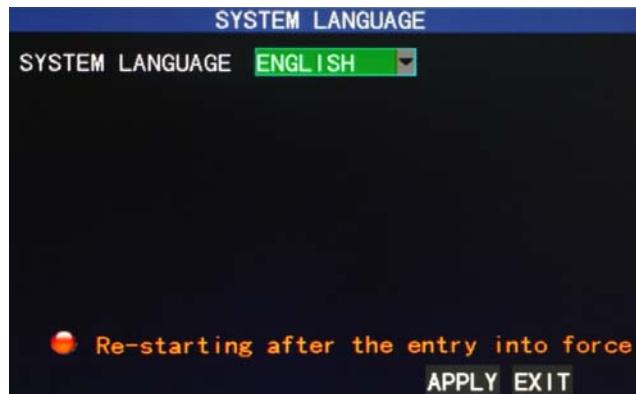 SYSTEM LANGUAGE
SYSTEM LANGUAGE ENGLISH
Re-starting after the entry into force
APPLY EXIT